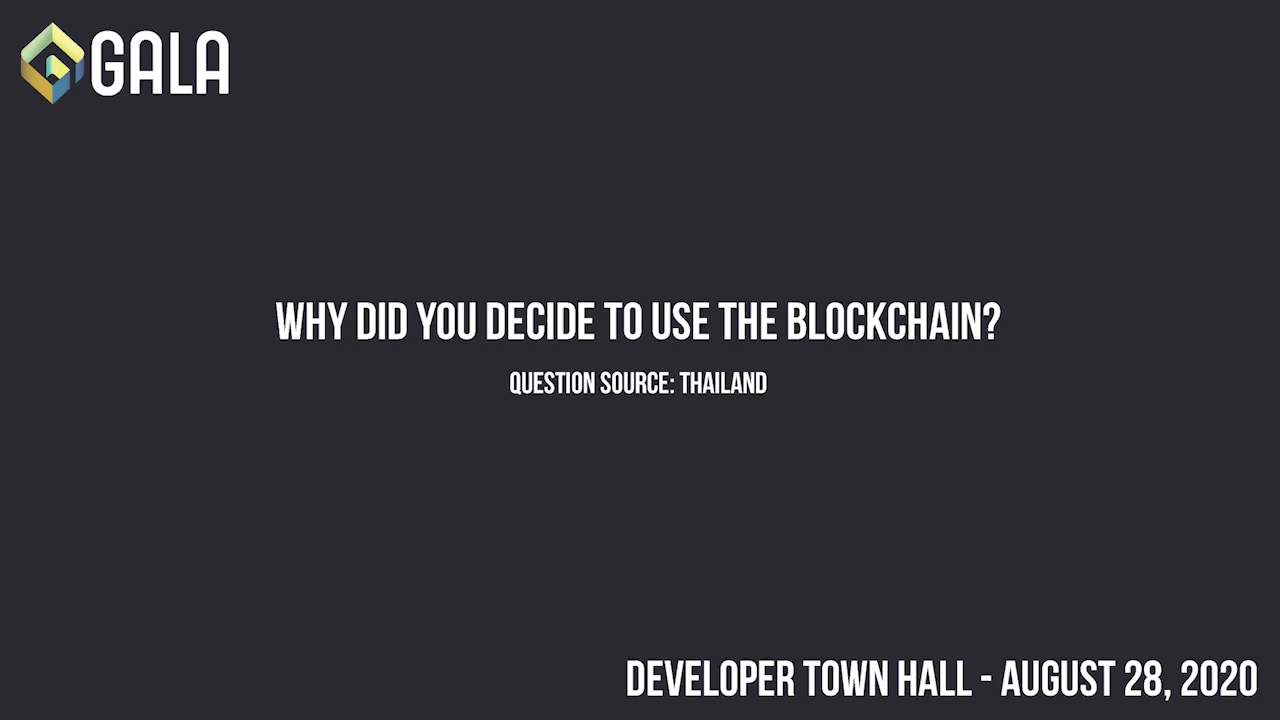 GALA
WHY DID YOU DECIDE TO USE THE BLOCKCHAIN?
QUESTION SOURCE: THAILAND
DEVELOPER TOWN HALL - AUGUST 28, 2020